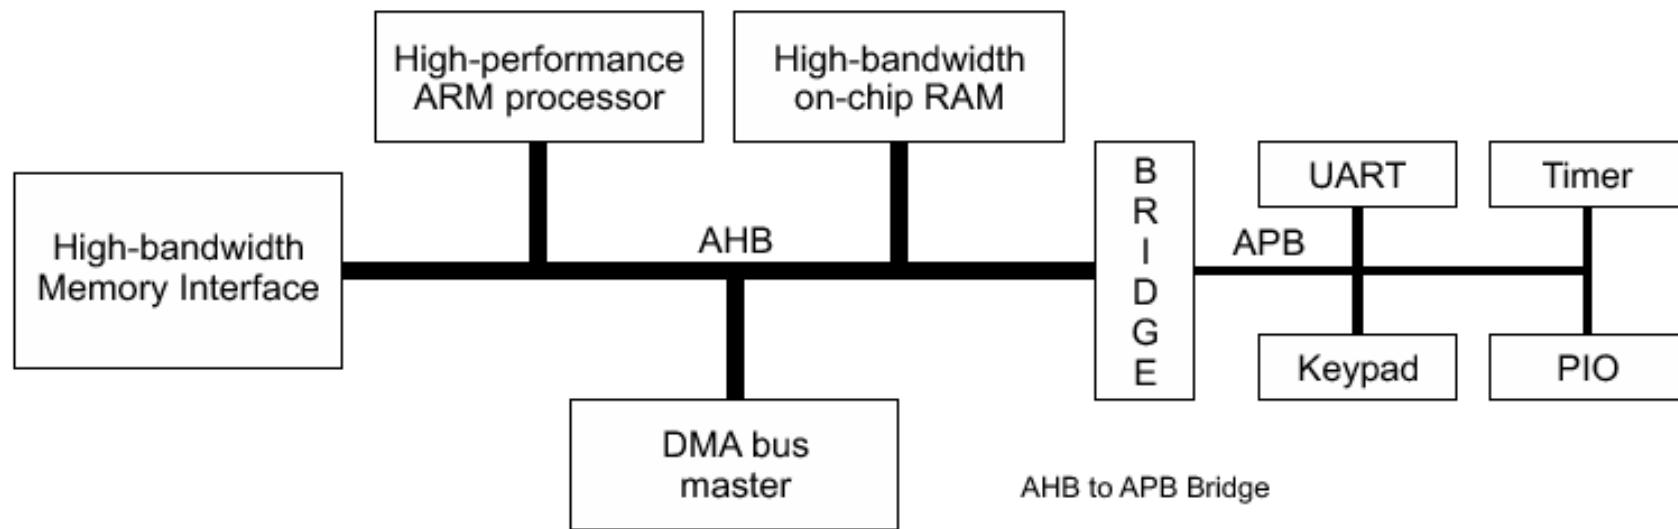 High-performance
ARM processor
High-bandwidth
on-chip RAM
High-bandwidth
Memory Interface
AHB
B
R
I
D
G
E
APB
UART
Timer
Keypad
PIO
DMA bus
master
AHB to APB Bridge